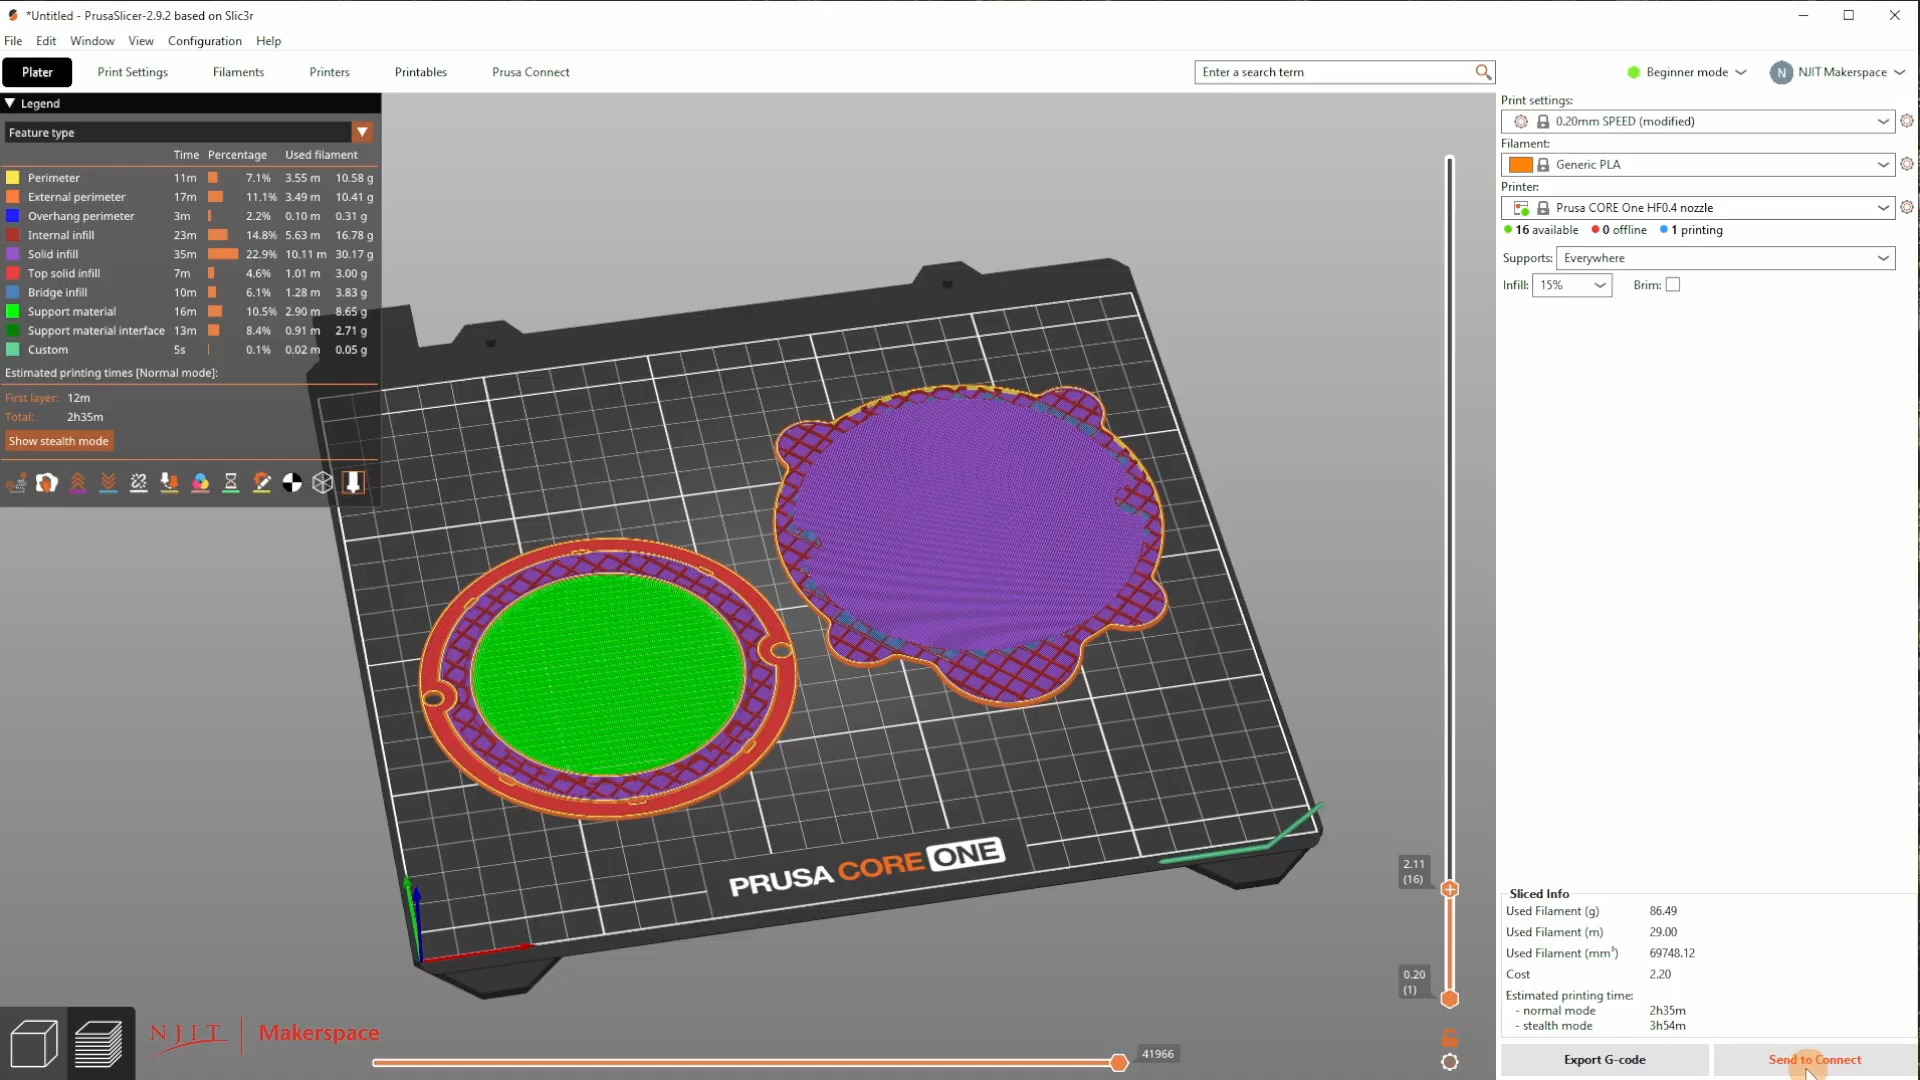 *Untitled - PrusaSlicer-2.9.2 based on Slic3r
File Edit Window View Configuration Help
Plater Print Settings Filaments Printers Printables Prusa Connect Enter a search term Beginner mode N NJIT Makerspace
Legend
Feature type
Time Percentage Used filament
Perimeter 11m 7.1% 3.55 m 10.58 g
External perimeter 17m 11.1% 3.49 m 10.41 g
Overhang perimeter 3m 2.2% 0.10 m 0.31 g
Internal infill 23m 14.8% 5.63 m 16.78 g
Solid infill 35m 22.9% 10.11 m 30.17 g
Top solid infill 7m 4.6% 1.01 m 3.00 g
Bridge infill 10m 6.1% 1.28 m 3.83 g
Support material 16m 10.5% 2.90 m 8.65 g
Support material interface 13m 8.4% 0.91 m 2.71 g
Custom 5s 0.1% 0.02 m 0.05 g
Estimated printing times [Normal mode]:
First layer: 12m
Total: 2h35m
Show stealth mode
PRUSA CORE ONE
2.11
(16)
0.20
(1)
41966
NJIT Makerspace
Print settings:
0.20mm SPEED (modified)
Filament:
Generic PLA
Printer:
Prusa CORE One HF0.4 nozzle
16 available 0 offline 1 printing
Supports: Everywhere
Infill: 15% Brim:
Sliced Info
Used Filament (g) 86.49
Used Filament (m) 29.00
Used Filament (mm³) 69748.12
Cost 2.20
Estimated printing time:
- normal mode 2h35m
- stealth mode 3h54m
Export G-code Send to Connect